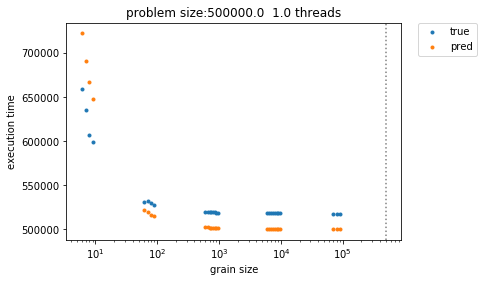 problem size:500000.0  1.0 threads
true
pred
700000
650000
600000
550000
500000
execution time
10^1
10^2
10^3
10^4
10^5
grain size